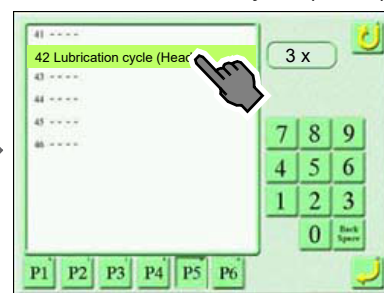 41 ----
42 Lubrication cycle (Head
43 ----
44 ----
45 ----
46 ----
3 x
7 8 9
4 5 6
1 2 3
0 Back Space
P1 P2 P3 P4 P5 P6